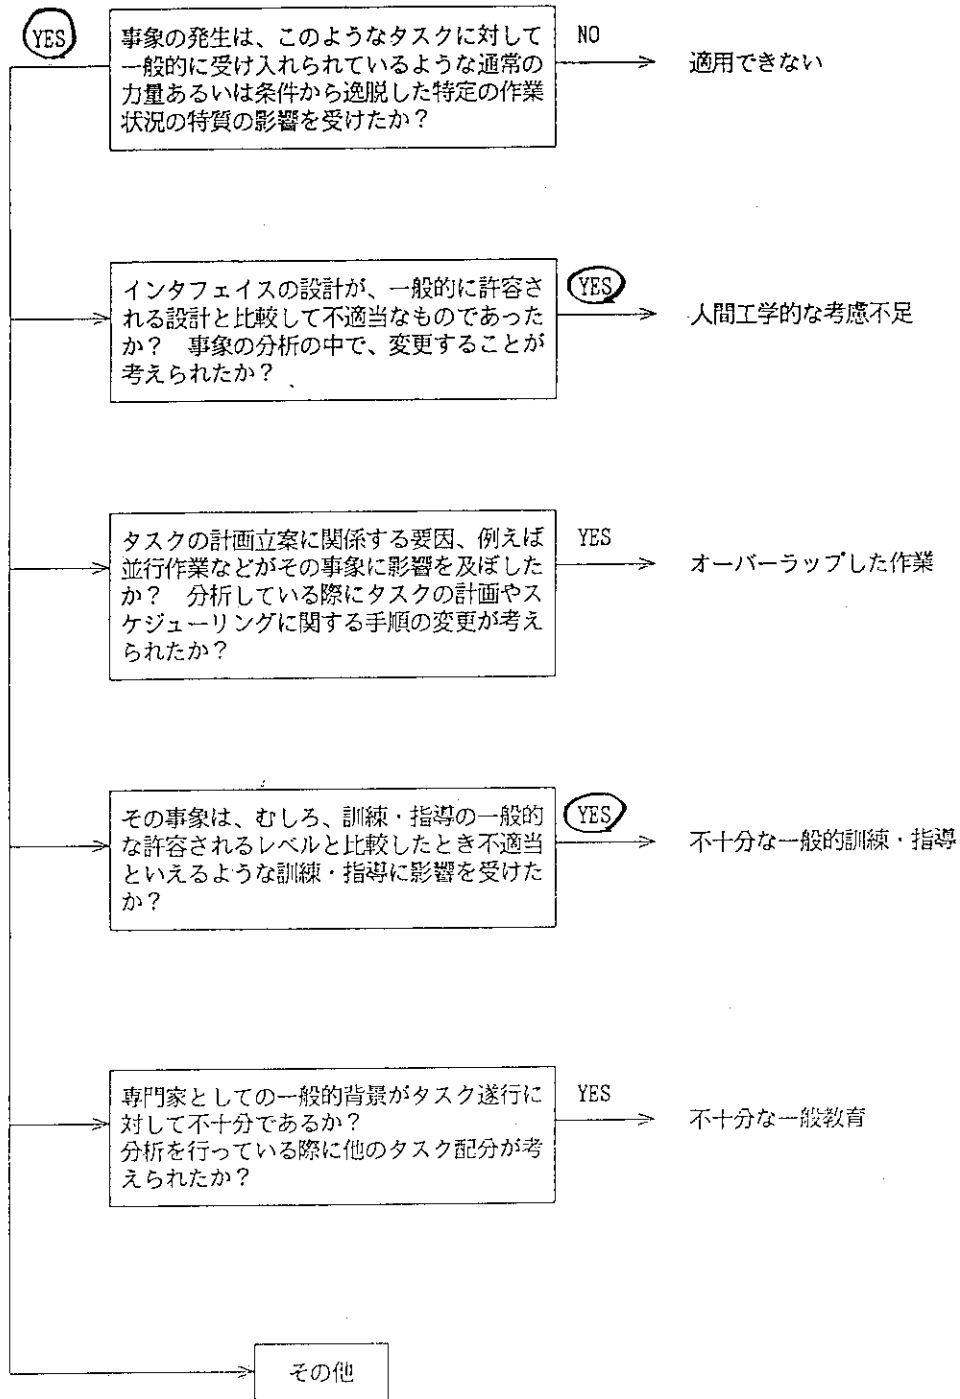 YES
事象の発生は、このようなタスクに対して
一般的に受け入れられているような通常の
力量あるいは条件から逸脱した特定の作業
状況の特質の影響を受けたか？
NO
適用できない
インタフェイスの設計が、一般的に許容さ
れる設計と比較して不適当なものであった
か？　事象の分析の中で、変更することが
考えられたか？
YES
人間工学的な考慮不足
タスクの計画立案に関係する要因、例えば
並行作業などがその事象に影響を及ぼした
か？　分析している際にタスクの計画やス
ケジューリングに関する手順の変更が考え
られたか？
YES
オーバーラップした作業
その事象は、むしろ、訓練・指導の一般的
な許容されるレベルと比較したとき不適当
といえるような訓練・指導に影響を受けた
か？
YES
不十分な一般的訓練・指導
専門家としての一般的背景がタスク遂行に
対して不十分であるか？
分析を行っている際に他のタスク配分が考
えられたか？
YES
不十分な一般教育
その他